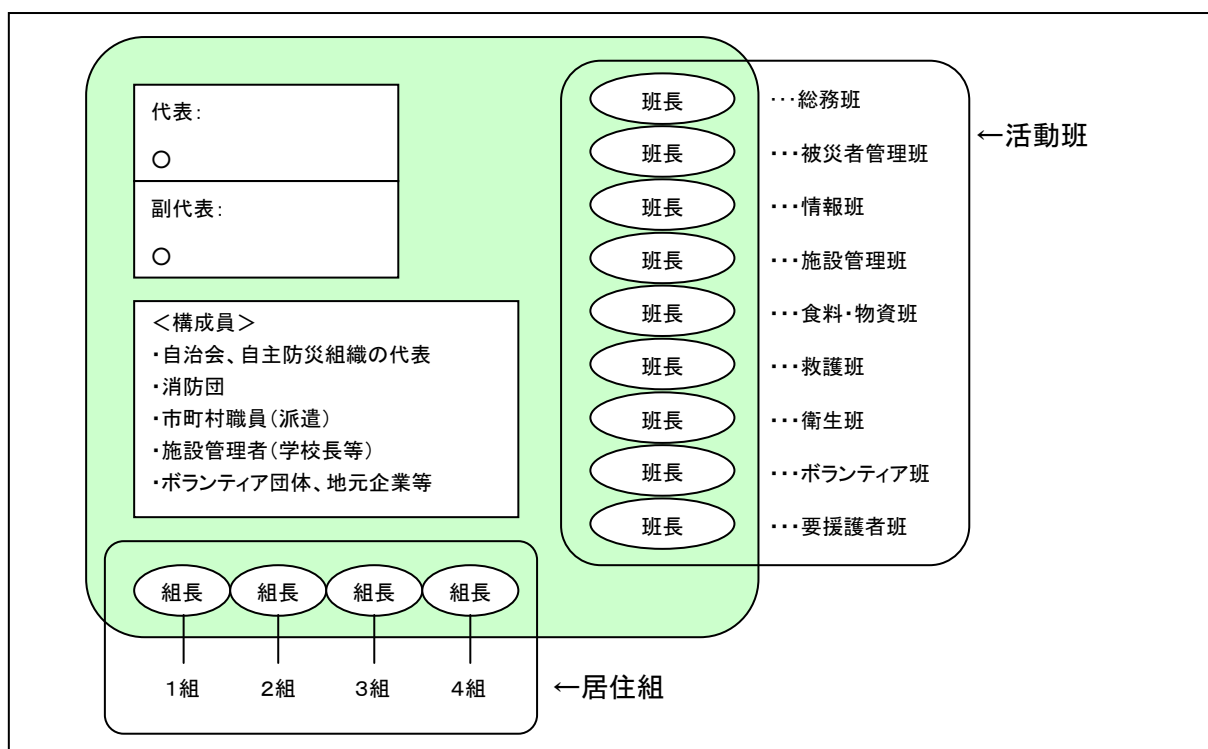 代表：
○
副代表：
○
＜構成員＞
・自治会、自主防災組織の代表
・消防団
・市町村職員（派遣）
・施設管理者（学校長等）
・ボランティア団体、地元企業等
班長 …総務班
班長 …被災者管理班
班長 …情報班
班長 …施設管理班
班長 …食料・物資班
班長 …救護班
班長 …衛生班
班長 …ボランティア班
班長 …要援護者班
←活動班
組長 組長 組長 組長
１組 ２組 ３組 ４組
←居住組